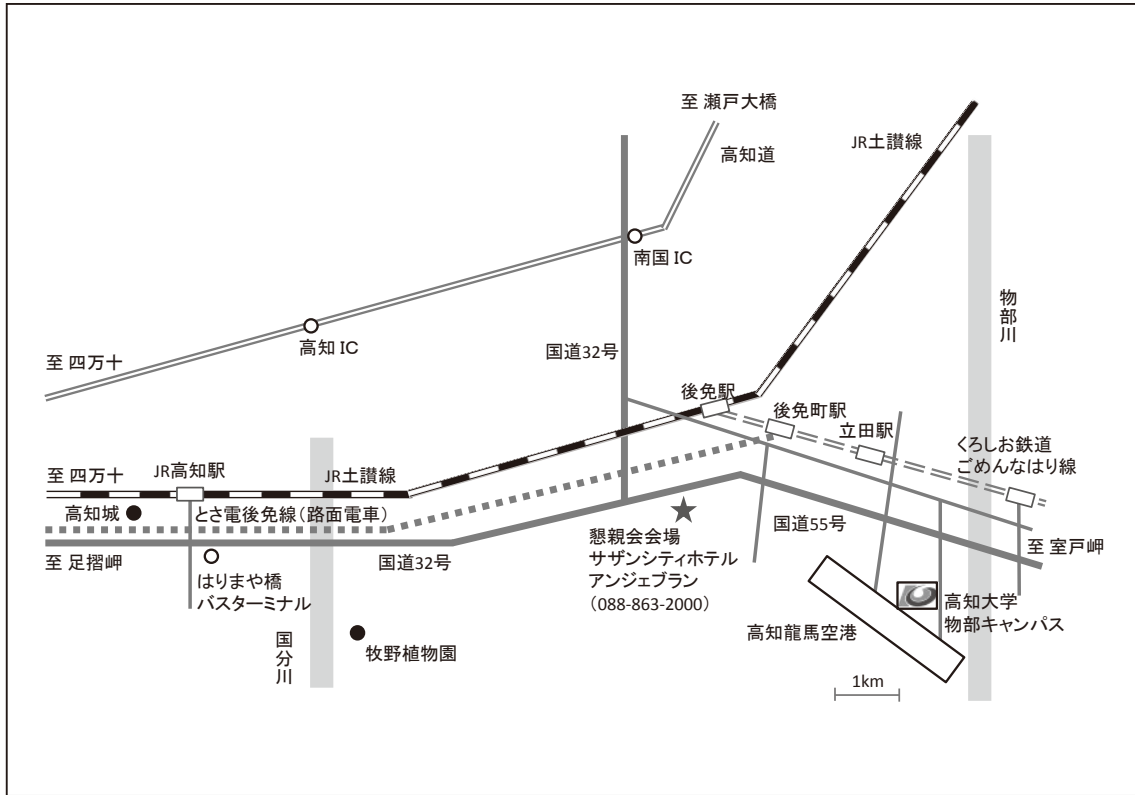 至 瀬戸大橋
JR土讃線
高知道
南国 IC
物部川
高知 IC
国道32号
至 四万十
後免駅
後免町駅
立田駅
くろしお鉄道
ごめんなはり線
至 四万十
JR高知駅
JR土讃線
高知城
とさ電後免線（路面電車）
国道55号
至 足摺岬
国道32号
懇親会会場
サザンシティホテル
アンジェブラン
（088-863-2000）
至 室戸岬
はりまや橋
バスターミナル
高知大学
物部キャンパス
高知龍馬空港
国分川
牧野植物園
1km